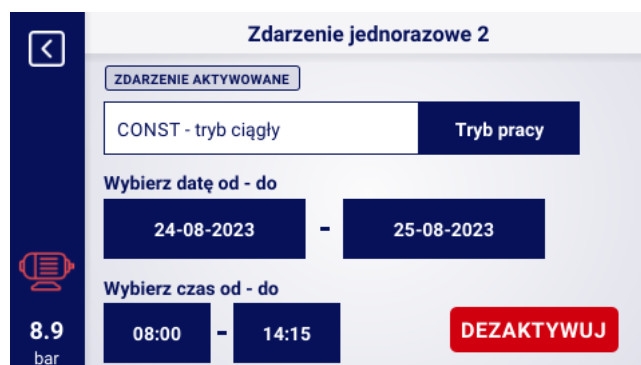 Zdarzenie jednorazowe 2
ZDARZENIE AKTYWOWANE
CONST - tryb ciągły Tryb pracy
Wybierz datę od - do
24-08-2023 - 25-08-2023
Wybierz czas od - do
08:00 - 14:15 DEZAKTYWUJ
8.9
bar